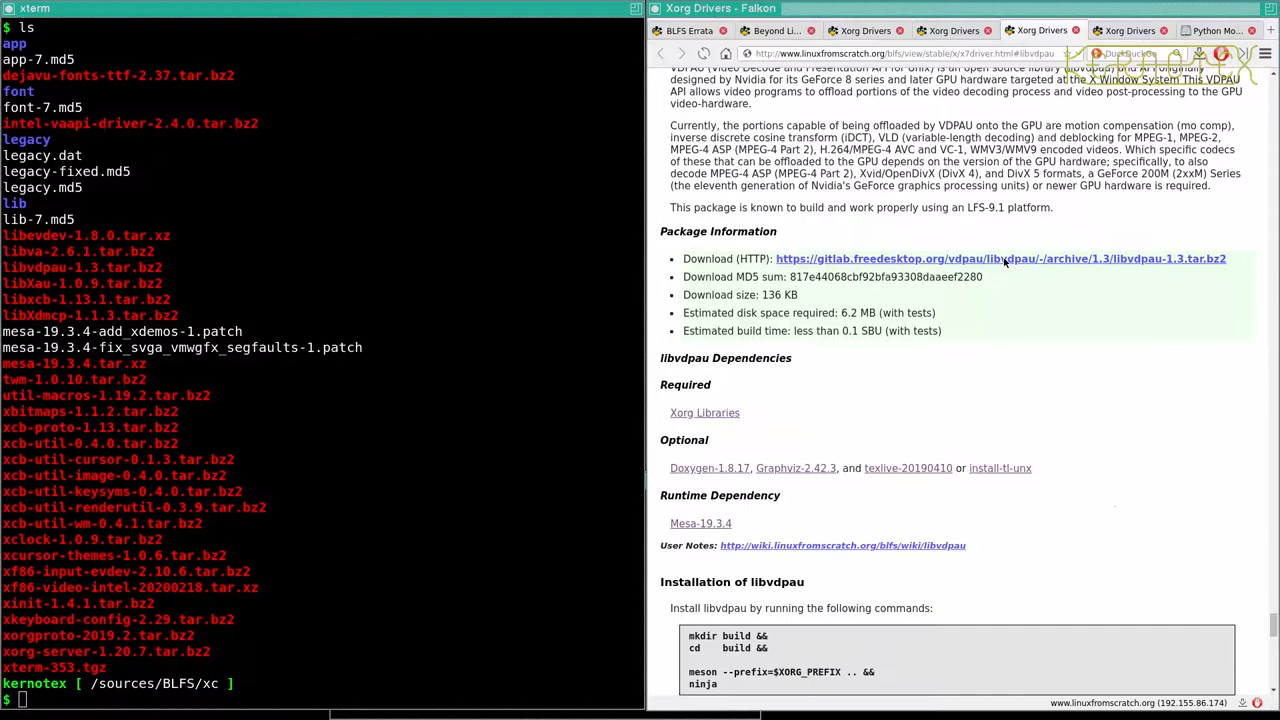 xterm
$ ls
app
app-7.md5
dejavu-fonts-ttf-2.37.tar.bz2
font
font-7.md5
intel-vaapi-driver-2.4.0.tar.bz2
legacy
legacy.dat
legacy-fixed.md5
legacy.md5
lib
lib-7.md5
libevdev-1.8.0.tar.xz
libva-2.6.1.tar.bz2
libvdpau-1.3.tar.bz2
libXau-1.0.9.tar.bz2
libxcb-1.13.1.tar.bz2
libXdmcp-1.1.3.tar.bz2
mesa-19.3.4-add_xdemos-1.patch
mesa-19.3.4-fix_svga_vmwgfx_segfaults-1.patch
mesa-19.3.4.tar.xz
twm-1.0.10.tar.bz2
util-macros-1.19.2.tar.bz2
xbitmaps-1.1.2.tar.bz2
xcb-proto-1.13.tar.bz2
xcb-util-0.4.0.tar.bz2
xcb-util-cursor-0.1.3.tar.bz2
xcb-util-image-0.4.0.tar.bz2
xcb-util-keysyms-0.4.0.tar.bz2
xcb-util-renderutil-0.3.9.tar.bz2
xcb-util-wm-0.4.1.tar.bz2
xclock-1.0.9.tar.bz2
xcursor-themes-1.0.6.tar.bz2
xf86-input-evdev-2.10.6.tar.bz2
xf86-video-intel-20200218.tar.xz
xinit-1.4.1.tar.bz2
xkeyboard-config-2.29.tar.bz2
xorgproto-2019.2.tar.bz2
xorg-server-1.20.7.tar.bz2
xterm-353.tgz
kernotex [ /sources/BLFS/xc ]
$
Xorg Drivers - Falkon
BLFS Errata
Beyond Li...
Xorg Drivers
Xorg Drivers
Xorg Drivers
Xorg Drivers
Python Mo...
http://www.linuxfromscratch.org/blfs/view/stable/x/x7driver.html#libvdpau
DuckDuckGo
KERNOTEX
designed by Nvidia for its GeForce 8 series and later GPU hardware targeted at the X Window System This VDPAU
API allows video programs to offload portions of the video decoding process and video post-processing to the GPU
video-hardware.
Currently, the portions capable of being offloaded by VDPAU onto the GPU are motion compensation (mo comp),
inverse discrete cosine transform (iDCT), VLD (variable-length decoding) and deblocking for MPEG-1, MPEG-2,
MPEG-4 ASP (MPEG-4 Part 2), H.264/MPEG-4 AVC and VC-1, WMV3/WMV9 encoded videos. Which specific codecs
of these that can be offloaded to the GPU depends on the version of the GPU hardware; specifically, to also
decode MPEG-4 ASP (MPEG-4 Part 2), Xvid/OpenDivX (DivX 4), and DivX 5 formats, a GeForce 200M (2xxM) Series
(the eleventh generation of Nvidia's GeForce graphics processing units) or newer GPU hardware is required.
This package is known to build and work properly using an LFS-9.1 platform.
Package Information
• Download (HTTP): https://gitlab.freedesktop.org/vdpau/libvdpau/-/archive/1.3/libvdpau-1.3.tar.bz2
• Download MD5 sum: 817e44068cbf92bfa93308daaeef2280
• Download size: 136 KB
• Estimated disk space required: 6.2 MB (with tests)
• Estimated build time: less than 0.1 SBU (with tests)
libvdpau Dependencies
Required
Xorg Libraries
Optional
Doxygen-1.8.17, Graphviz-2.42.3, and texlive-20190410 or install-tl-unx
Runtime Dependency
Mesa-19.3.4
User Notes: http://wiki.linuxfromscratch.org/blfs/wiki/libvdpau
Installation of libvdpau
Install libvdpau by running the following commands:
mkdir build &&
cd    build &&
meson --prefix=$XORG_PREFIX .. &&
ninja
www.linuxfromscratch.org (192.155.86.174)